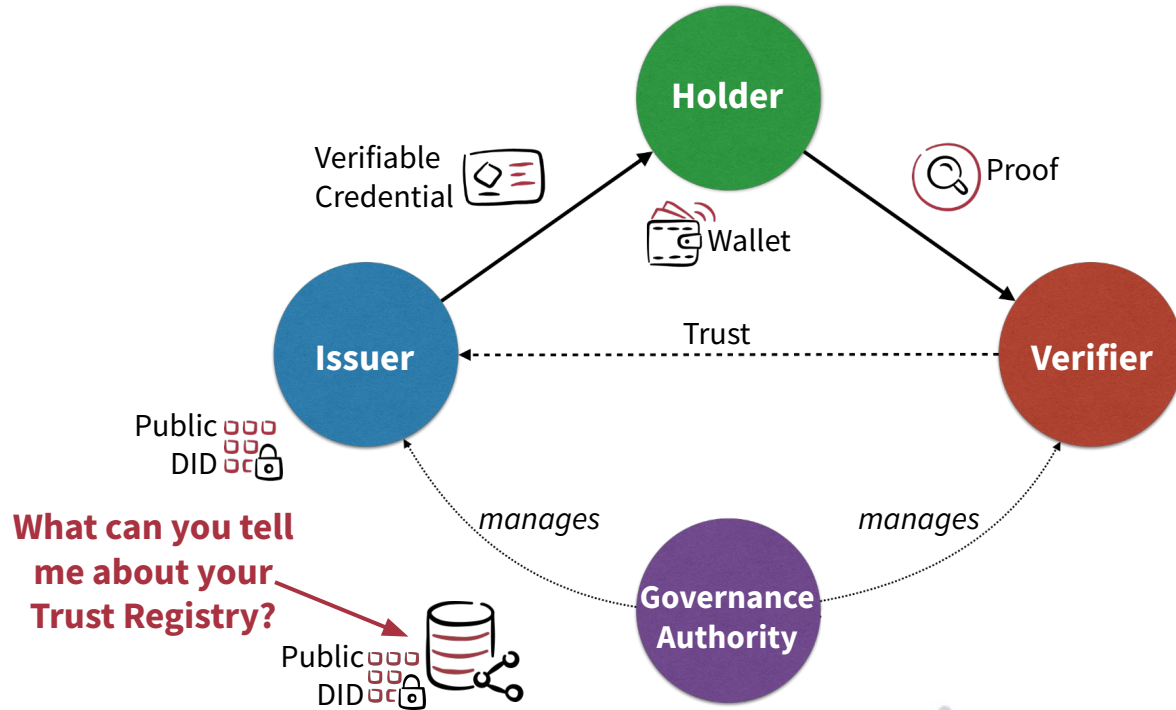 Holder
Verifiable
Credential
Proof
Wallet
Trust
Issuer
Verifier
Public
DID
What can you tell
me about your
Trust Registry?
manages
manages
Governance
Authority
Public
DID